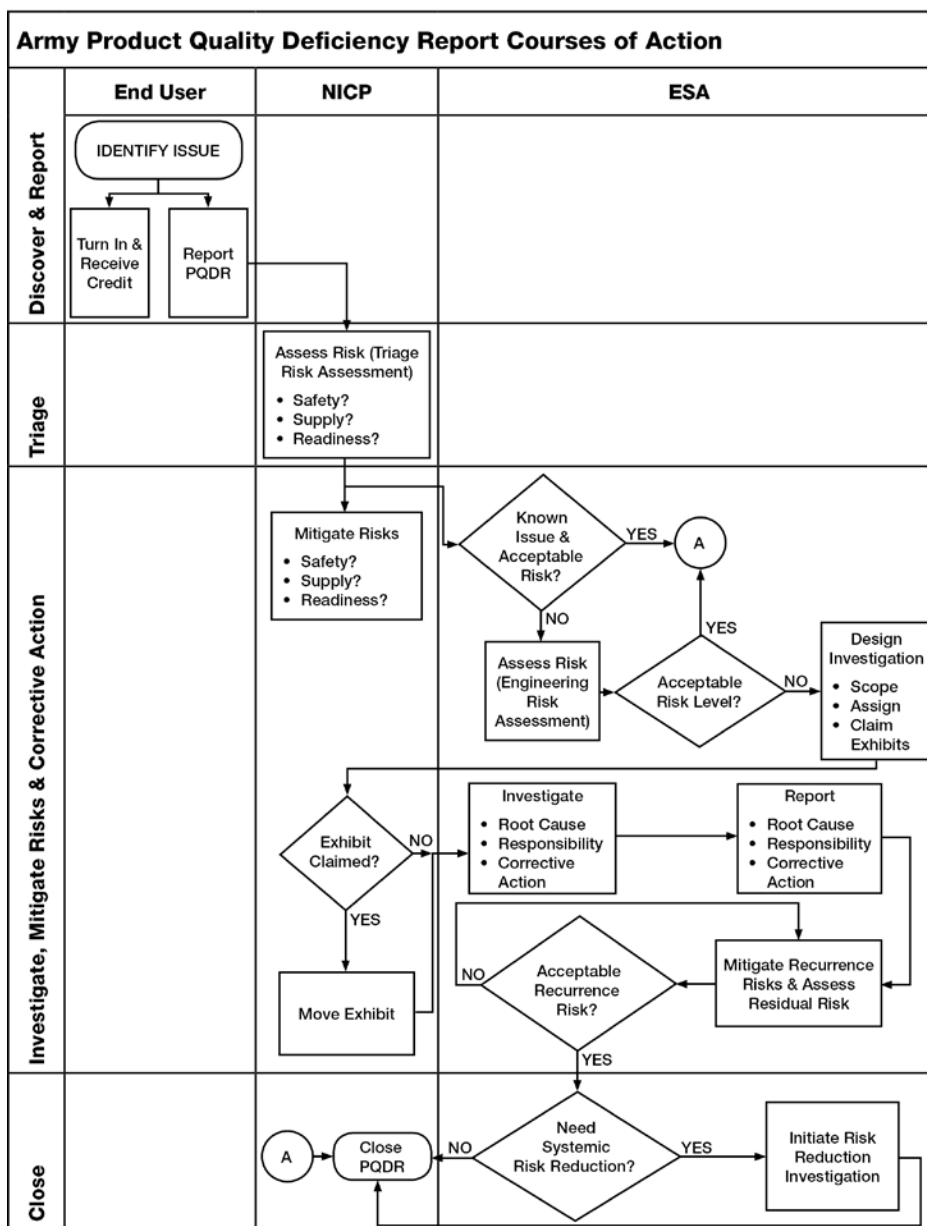 Army Product Quality Deficiency Report Courses of Action
End User
NICP
ESA
Discover & Report
IDENTIFY ISSUE
Turn In &
Receive
Credit
Report
PQDR
Triage
Assess Risk (Triage
Risk Assessment)
• Safety?
• Supply?
• Readiness?
Investigate, Mitigate Risks & Corrective Action
Mitigate Risks
• Safety?
• Supply?
• Readiness?
Known
Issue &
Acceptable
Risk?
YES
A
NO
YES
Assess Risk
(Engineering
Risk
Assessment)
Acceptable
Risk Level?
NO
Design
Investigation
• Scope
• Assign
• Claim
Exhibits
Exhibit
Claimed?
NO
YES
Move Exhibit
Investigate
• Root Cause
• Responsibility
• Corrective
Action
Report
• Root Cause
• Responsibility
• Corrective
Action
Mitigate Recurrence
Risks & Assess
Residual Risk
Acceptable
Recurrence
Risk?
NO
YES
Close
A
Close
PQDR
NO
Need
Systemic
Risk Reduction?
YES
Initiate Risk
Reduction
Investigation